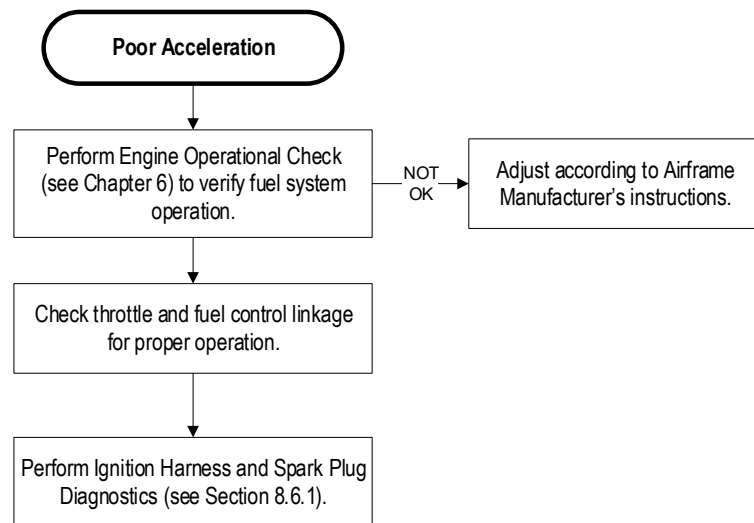 Poor Acceleration
Perform Engine Operational Check
(see Chapter 6) to verify fuel system
operation.
NOT
OK
Adjust according to Airframe
Manufacturer’s instructions.
Check throttle and fuel control linkage
for proper operation.
Perform Ignition Harness and Spark Plug
Diagnostics (see Section 8.6.1).